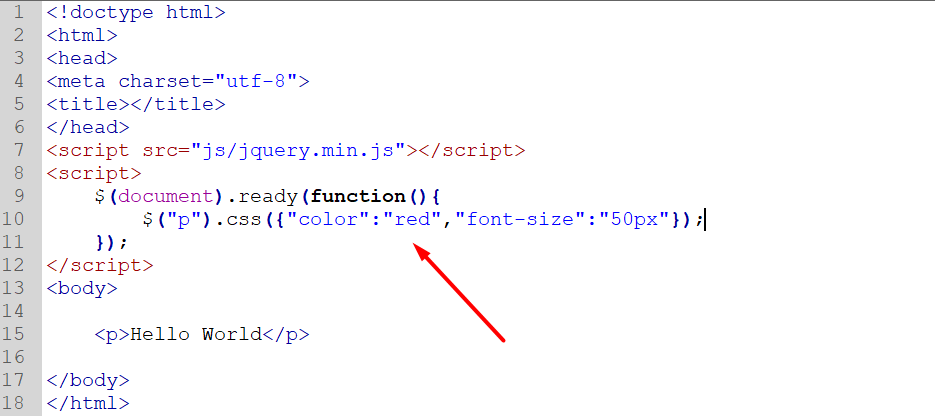 1 <!doctype html>
2 <html>
3 <head>
4 <meta charset="utf-8">
5 <title></title>
6 </head>
7 <script src="js/jquery.min.js"></script>
8 <script>
9     $(document).ready(function(){
10         $("p").css({"color":"red","font-size":"50px"});
11     });
12 </script>
13 <body>
14
15     <p>Hello World</p>
16
17 </body>
18 </html>